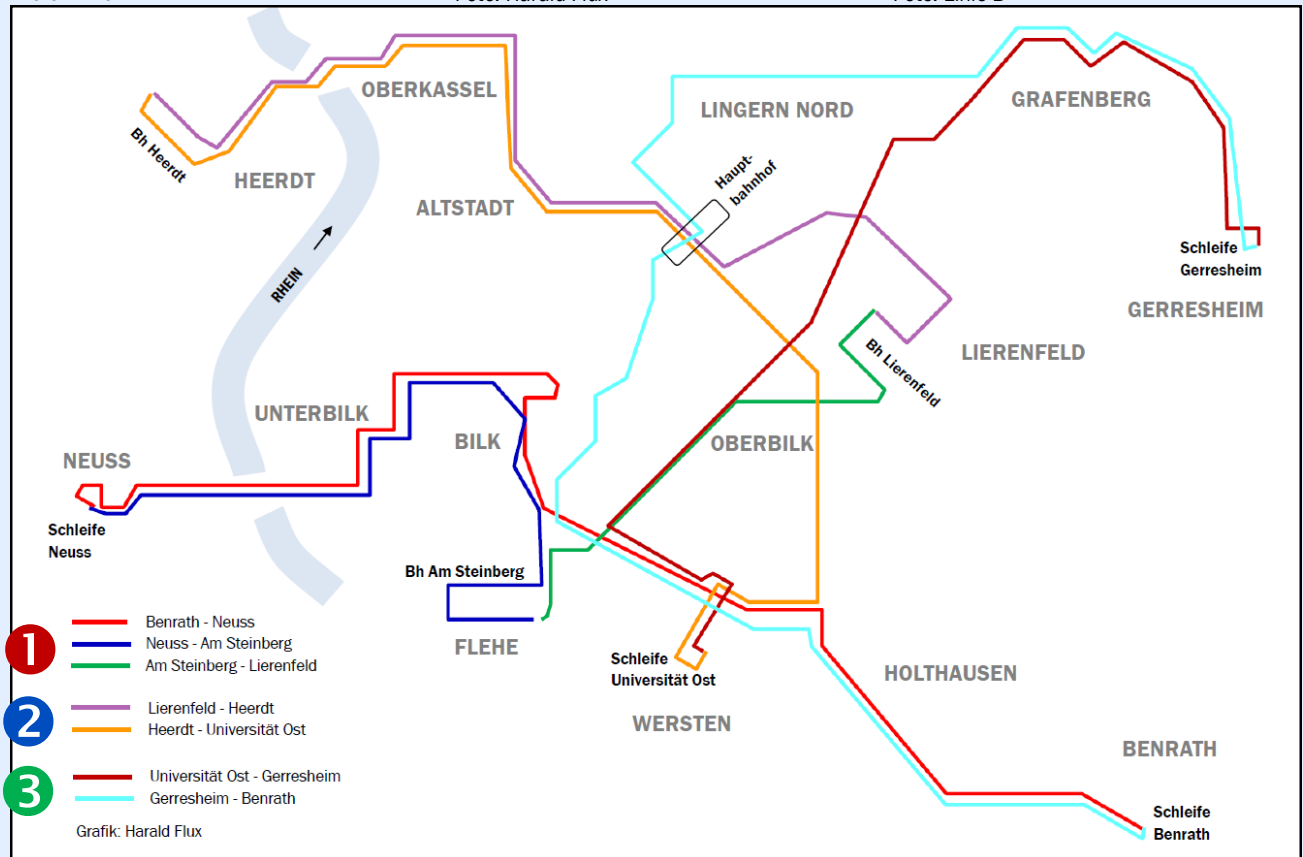 OBERKASSEL
LINGERN NORD
GRAFENBERG
Bh Heerdt
HEERDT
ALTSTADT
Haupt-
bahnhof
RHEIN
Schleife
Gerresheim
GERRESHEIM
LIERENFELD
Bh Lierenfeld
UNTERBILK
BILK
OBERBILK
NEUSS
Schleife
Neuss
Bh Am Steinberg
FLEHE
Schleife
Universität Ost
WERSTEN
HOLTHAUSEN
BENRATH
Schleife
Benrath
1
Benrath - Neuss
Neuss - Am Steinberg
Am Steinberg - Lierenfeld
2
Lierenfeld - Heerdt
Heerdt - Universität Ost
3
Universität Ost - Gerresheim
Gerresheim - Benrath
Grafik: Harald Flux